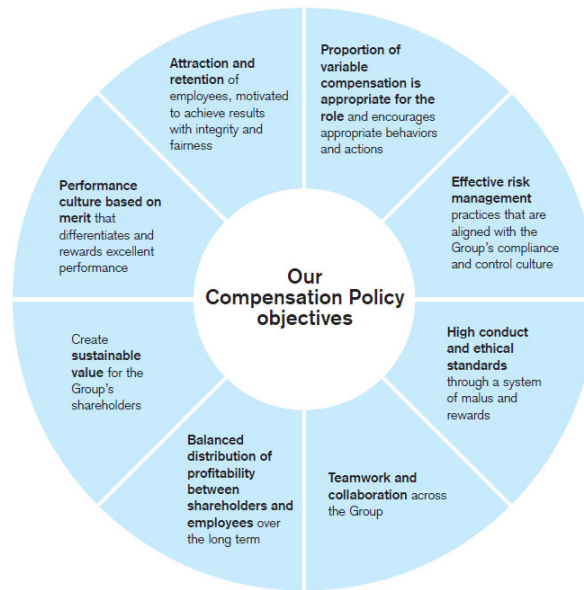 Our
Compensation Policy
objectives
Proportion of
variable
compensation is
appropriate for the
role and encourages
appropriate behaviors
and actions
Effective risk
management
practices that are
aligned with the
Group's compliance
and control culture
High conduct
and ethical
standards
through a system
of malus and
rewards
Teamwork and
collaboration across
the Group
Balanced
distribution of
profitability
between
shareholders and
employees over
the long term
Create
sustainable
value for the
Group's
shareholders
Performance
culture based on
merit that
differentiates and
rewards excellent
performance
Attraction and
retention of
employees, motivated
to achieve results
with integrity and
fairness